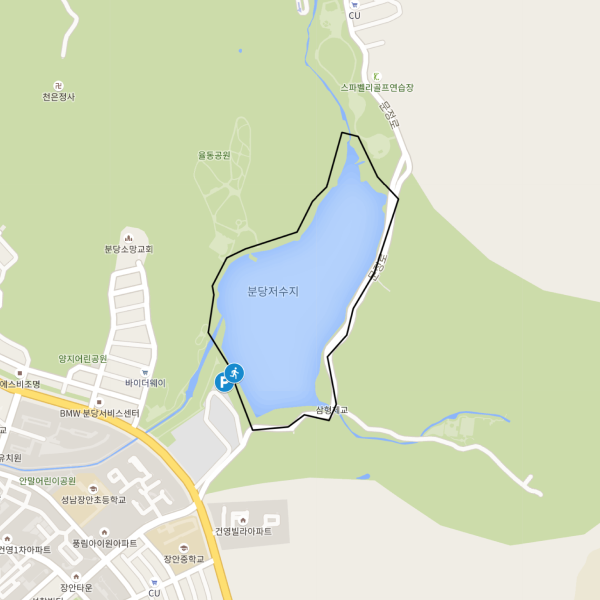 CU
스파밸리골프연습장
천은정사
문정로
율동공원
분당소망교회
문정로
분당저수지
양지어린공원
바이더웨이
에스비조명
P
BMW 분당서비스센터
삼형제교
교
유치원
안말어린이공원
성남장안초등학교
건영빌라아파트
풍림아이원아파트
건영1차아파트
장안중학교
장안타운
CU